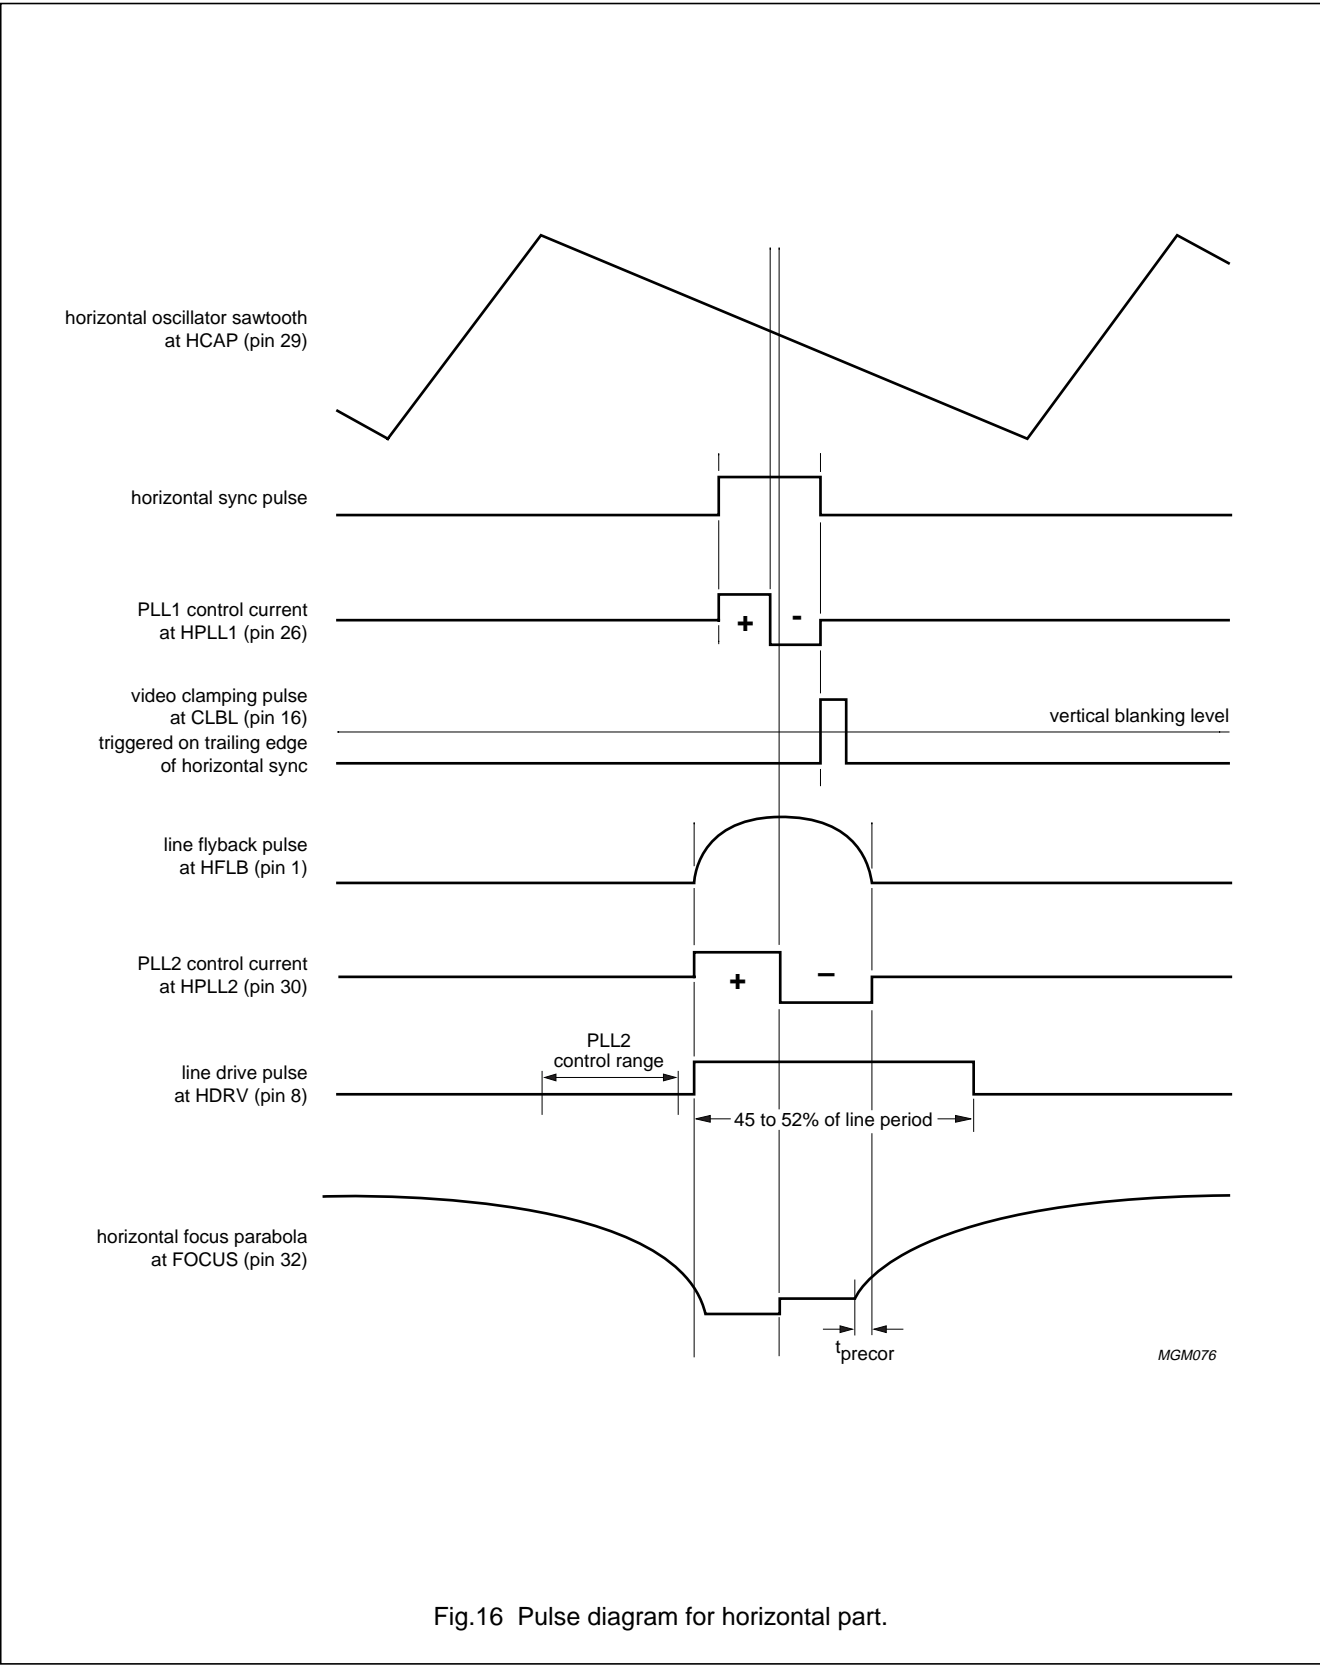 horizontal oscillator sawtooth
at HCAP (pin 29)
horizontal sync pulse
PLL1 control current
at HPLL1 (pin 26)
+
-
video clamping pulse
at CLBL (pin 16)
triggered on trailing edge
of horizontal sync
vertical blanking level
line flyback pulse
at HFLB (pin 1)
PLL2 control current
at HPLL2 (pin 30)
+
−
PLL2
control range
line drive pulse
at HDRV (pin 8)
45 to 52% of line period
horizontal focus parabola
at FOCUS (pin 32)
tprecor
MGM076
Fig.16 Pulse diagram for horizontal part.